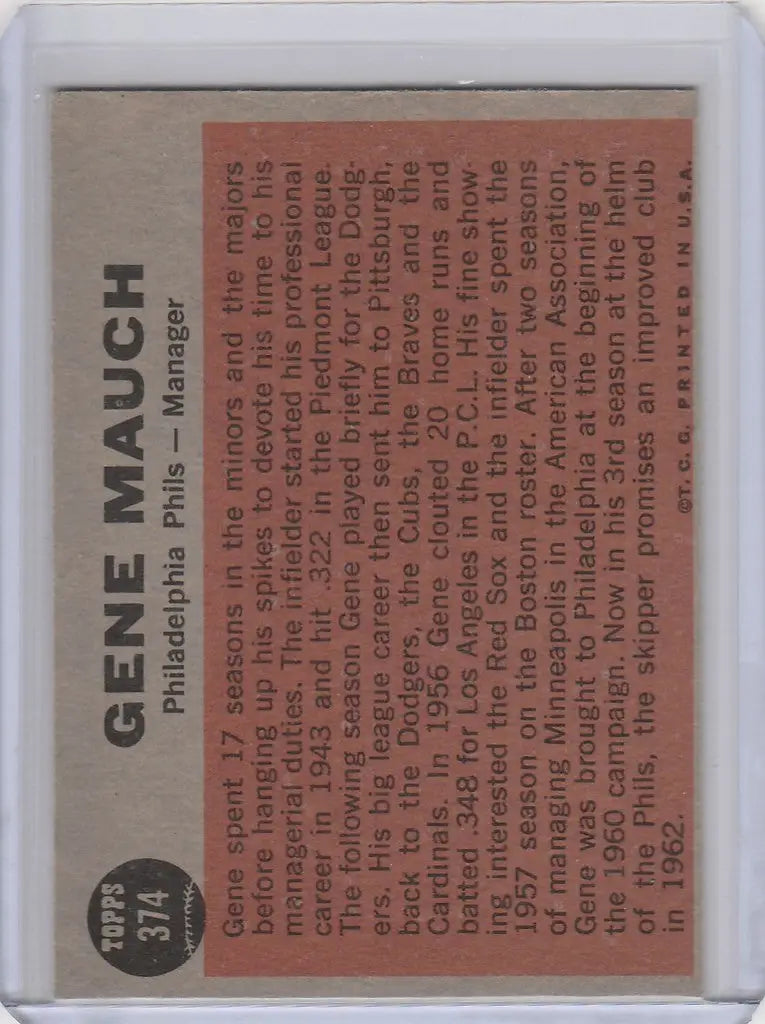 TOPPS
374
GENE MAUCH
Philadelphia Phils — Manager
Gene spent 17 seasons in the minors and the majors
before hanging up his spikes to devote his time to his
managerial duties. The infielder started his professional
career in 1943 and hit .322 in the Piedmont League.
The following season Gene played briefly for the Dodg-
ers. His big league career then sent him to Pittsburgh,
back to the Dodgers, the Cubs, the Braves and the
Cardinals. In 1956 Gene clouted 20 home runs and
batted .348 for Los Angeles in the P.C.L. His fine show-
ing interested the Red Sox and the infielder spent the
1957 season on the Boston roster. After two seasons
of managing Minneapolis in the American Association,
Gene was brought to Philadelphia at the beginning of
the 1960 campaign. Now in his 3rd season at the helm
of the Phils, the skipper promises an improved club
in 1962.
©T. C. G. PRINTED IN U.S.A.